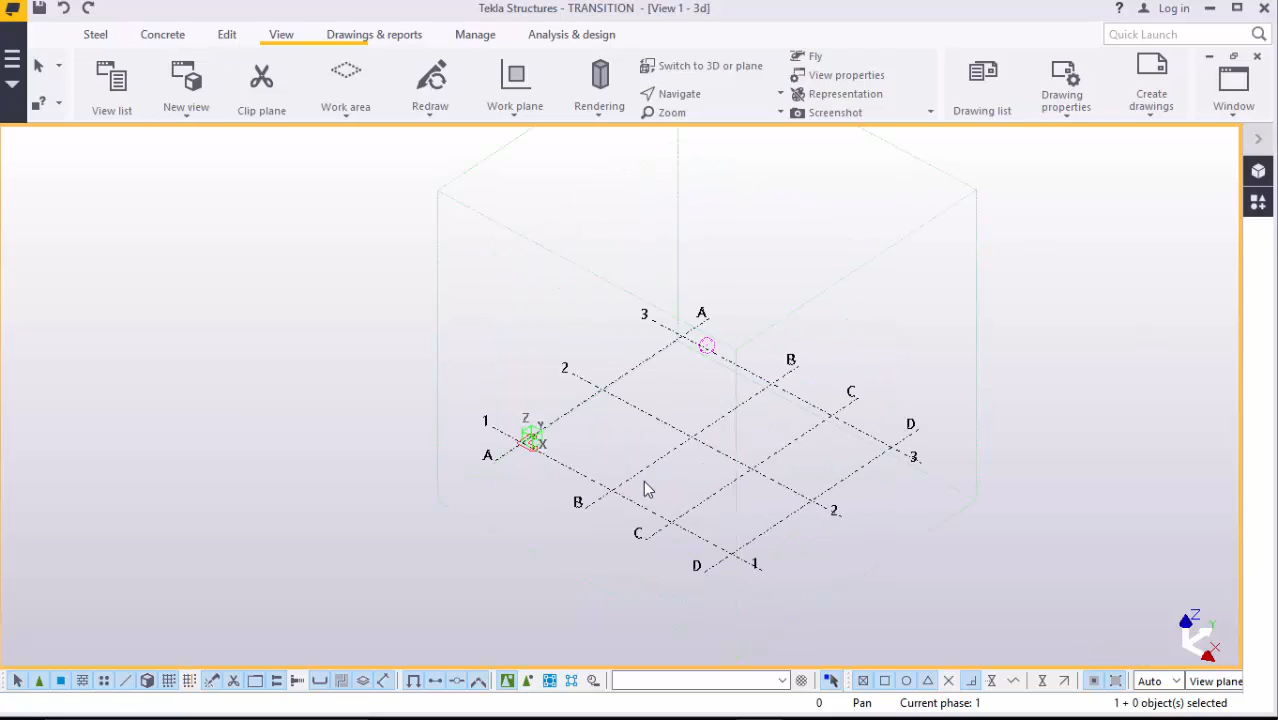 Tekla Structures - TRANSITION - [View 1 - 3d]
? Log in
Steel Concrete Edit View Drawings & reports Manage Analysis & design Quick Launch
View list
New view
Clip plane
Work area
Redraw
Work plane
Rendering
Switch to 3D or plane
Navigate
Zoom
Fly
View properties
Representation
Screenshot
Drawing list
Drawing properties
Create drawings
Window
3 A
2 B
C
1 Z Y D
X
A 3
B 2
C
D 1
Z
Y
X
Auto View plane
0 Pan Current phase: 1 1 + 0 object(s) selected